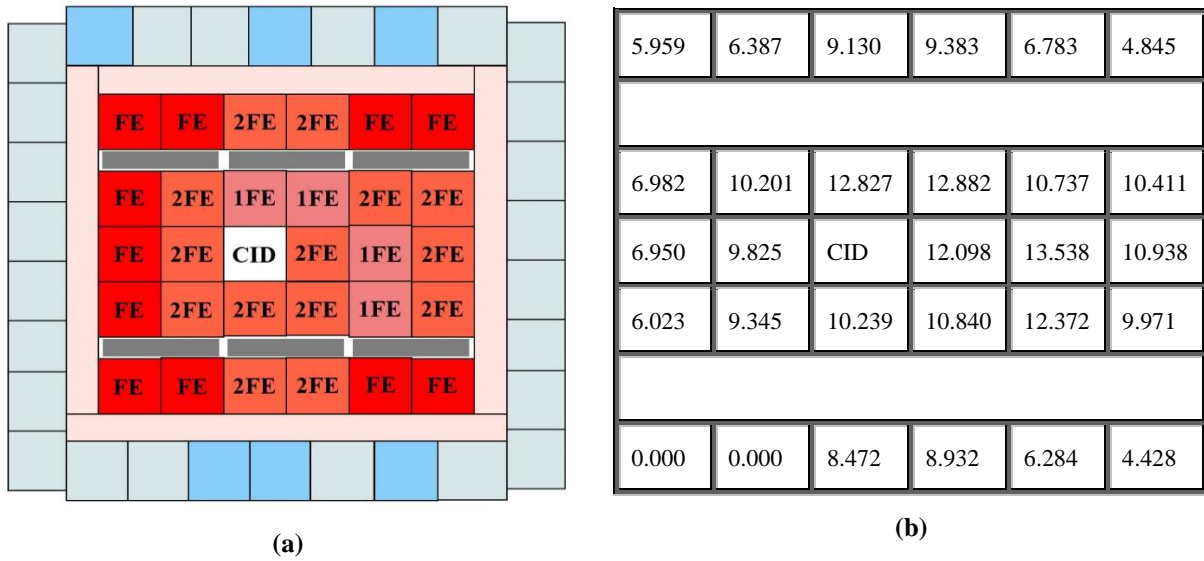 FE FE 2FE 2FE FE FE
FE 2FE 1FE 1FE 2FE 2FE
FE 2FE CID 2FE 1FE 2FE
FE 2FE 2FE 2FE 1FE 2FE
FE FE 2FE 2FE FE FE
(a)
5.959 6.387 9.130 9.383 6.783 4.845
6.982 10.201 12.827 12.882 10.737 10.411
6.950 9.825 CID 12.098 13.538 10.938
6.023 9.345 10.239 10.840 12.372 9.971
0.000 0.000 8.472 8.932 6.284 4.428
(b)